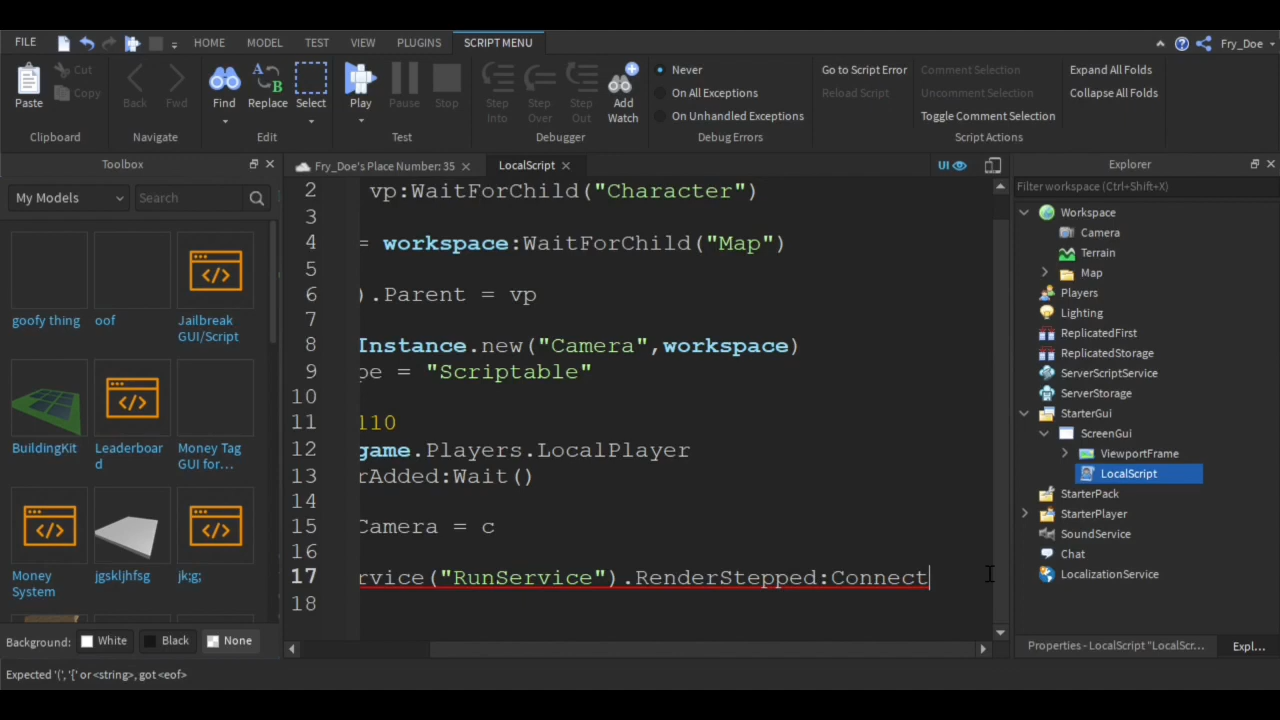 FILE HOME MODEL TEST VIEW PLUGINS SCRIPT MENU Fry_Doe
Paste Cut Copy Back Fwd Find Replace Select Play Pause Stop Step Into Step Over Step Out Add Watch
Never
On All Exceptions
On Unhandled Exceptions
Go to Script Error
Reload Script
Comment Selection
Uncomment Selection
Toggle Comment Selection
Expand All Folds
Collapse All Folds
Clipboard Navigate Edit Test Debugger Debug Errors Script Actions
Toolbox
My Models Search
goofy thing
oof
Jailbreak GUI/Script
BuildingKit
Leaderboar d
Money Tag GUI for...
Money System
jgskljhfsg
jk;g;
Background: White Black None
Fry_Doe's Place Number: 35 LocalScript UI
2 vp:WaitForChild("Character")
3
4 = workspace:WaitForChild("Map")
5
6 ).Parent = vp
7
8 Instance.new("Camera",workspace)
9 pe = "Scriptable"
10
11 110
12 game.Players.LocalPlayer
13 rAdded:Wait()
14
15 Camera = c
16
17 rvice("RunService").RenderStepped:Connect
18
Explorer
Filter workspace (Ctrl+Shift+X)
Workspace
Camera
Terrain
Map
Players
Lighting
ReplicatedFirst
ReplicatedStorage
ServerScriptService
ServerStorage
StarterGui
ScreenGui
ViewportFrame
LocalScript
StarterPack
StarterPlayer
SoundService
Chat
LocalizationService
Properties - LocalScript "LocalScr... Expl...
Expected '(', '{' or <string>, got <eof>